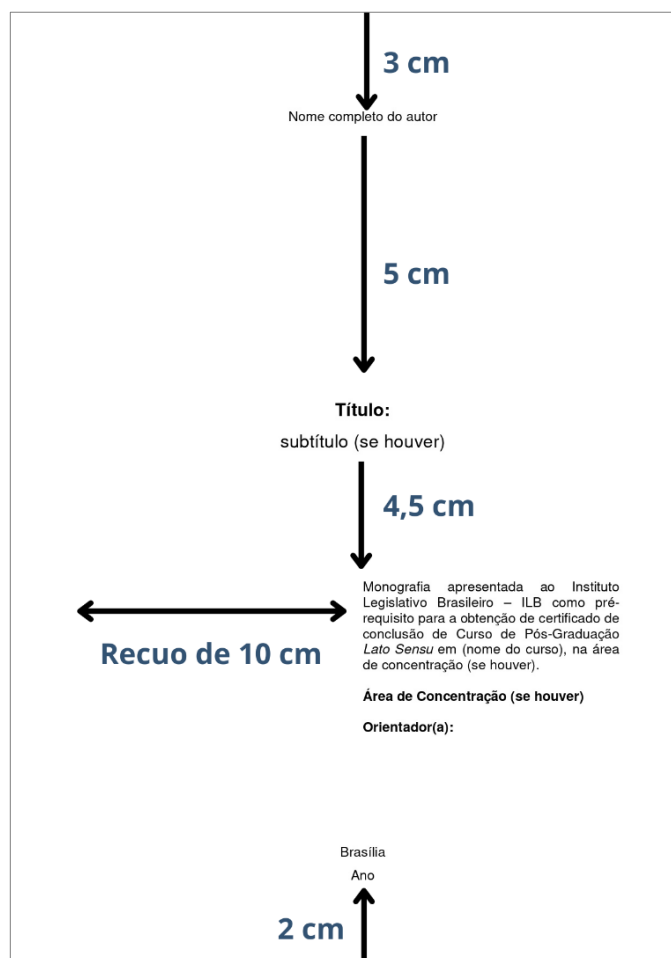 3 cm
Nome completo do autor
5 cm
Título:
subtítulo (se houver)
4,5 cm
Monografia apresentada ao Instituto
Legislativo Brasileiro – ILB como pré-
requisito para a obtenção de certificado de
conclusão de Curso de Pós-Graduação
Lato Sensu em (nome do curso), na área
de concentração (se houver).
Recuo de 10 cm
Área de Concentração (se houver)
Orientador(a):
Brasília
Ano
2 cm